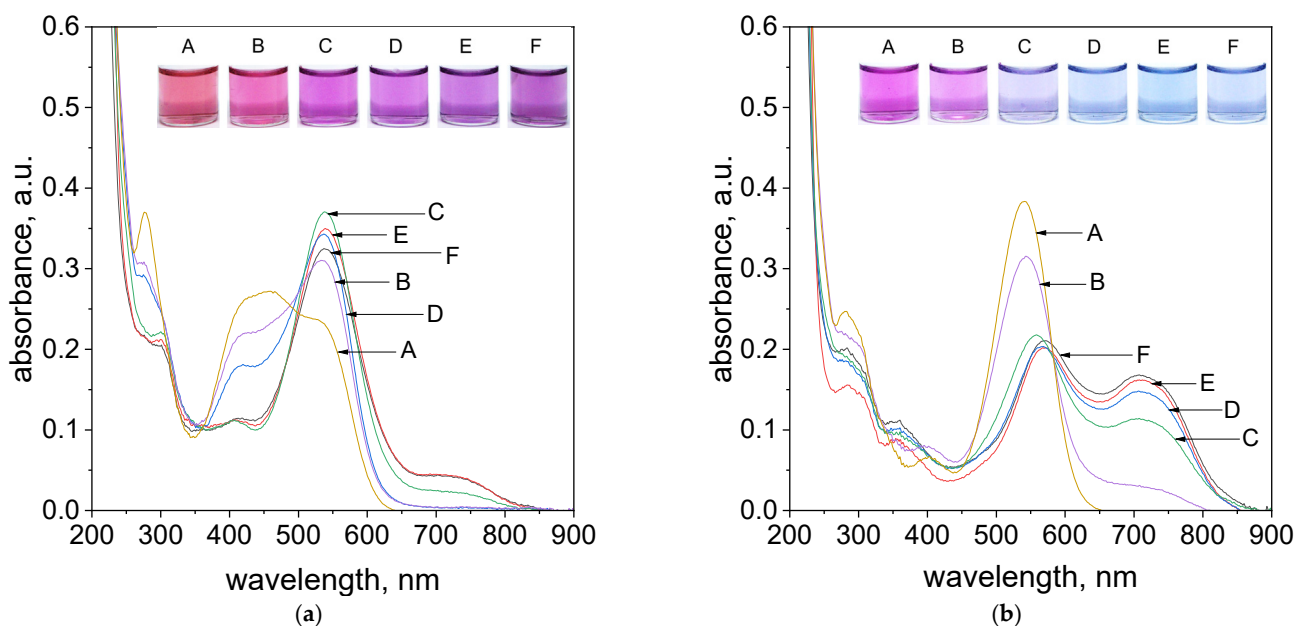 0.6
0.5
0.4
0.3
0.2
0.1
0.0
absorbance, a.u.
A B C D E F
C
E
F
B
D
A
200 300 400 500 600 700 800 900
wavelength, nm
(a)
0.6
0.5
0.4
0.3
0.2
0.1
0.0
absorbance, a.u.
A B C D E F
A
B
F
E
D
C
200 300 400 500 600 700 800 900
wavelength, nm
(b)